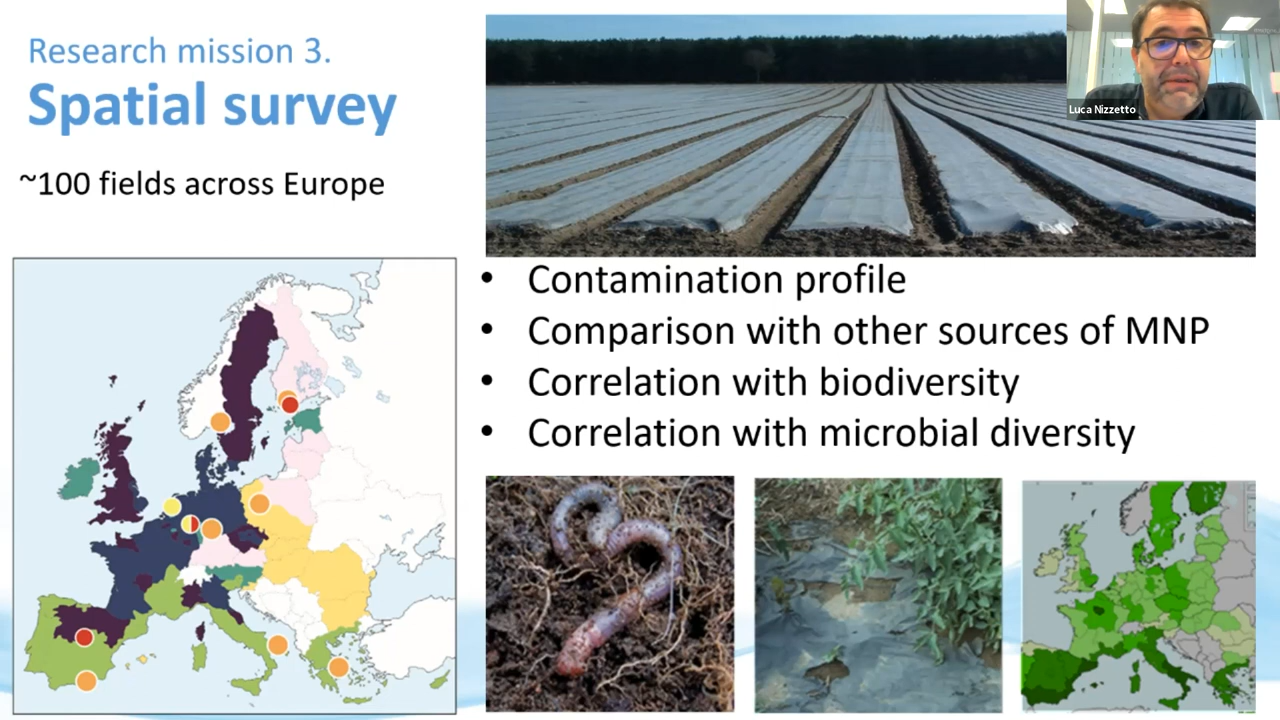 Research mission 3.
Spatial survey
~100 fields across Europe
Luca Nizzetto
• Contamination profile
• Comparison with other sources of MNP
• Correlation with biodiversity
• Correlation with microbial diversity